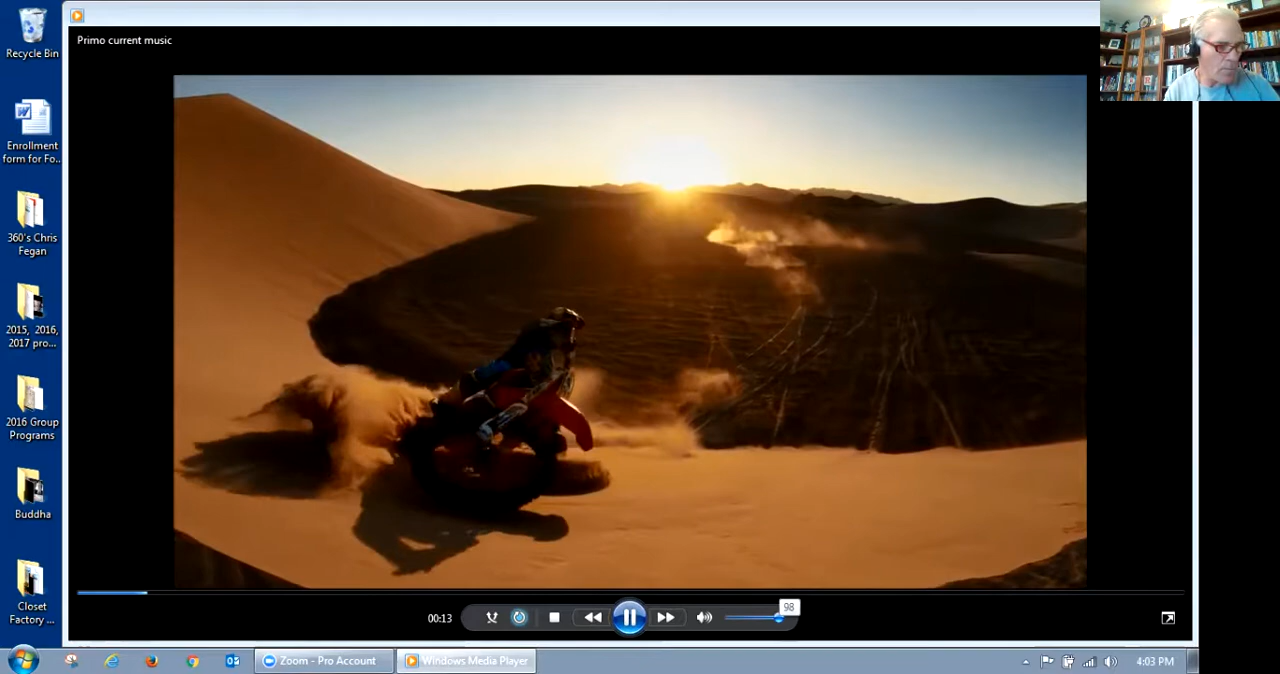 Recycle Bin
Enrollment
form for Fo...
360's Chris
Fegan
2015, 2016,
2017 pro...
2016 Group
Programs
Buddha
Closet
Factory ...
Primo current music
00:13
98
Zoom - Pro Account
Windows Media Player
4:03 PM